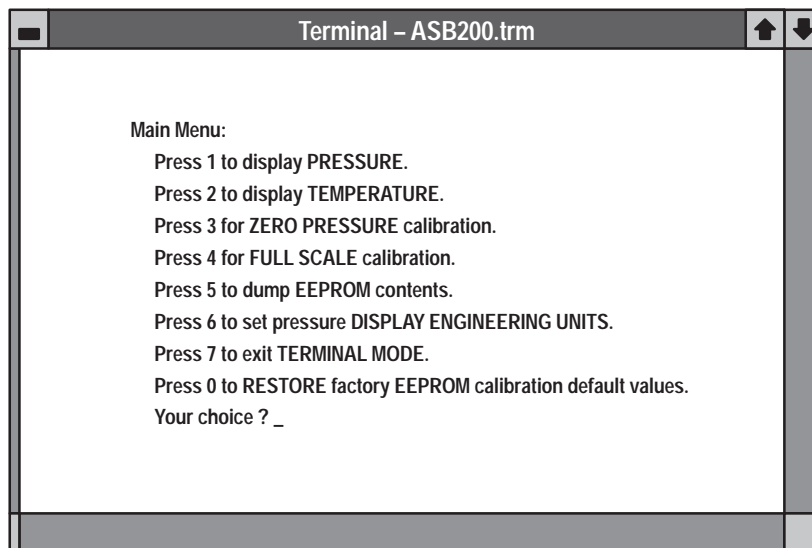 Terminal – ASB200.trm
Main Menu:
Press 1 to display PRESSURE.
Press 2 to display TEMPERATURE.
Press 3 for ZERO PRESSURE calibration.
Press 4 for FULL SCALE calibration.
Press 5 to dump EEPROM contents.
Press 6 to set pressure DISPLAY ENGINEERING UNITS.
Press 7 to exit TERMINAL MODE.
Press 0 to RESTORE factory EEPROM calibration default values.
Your choice ? _